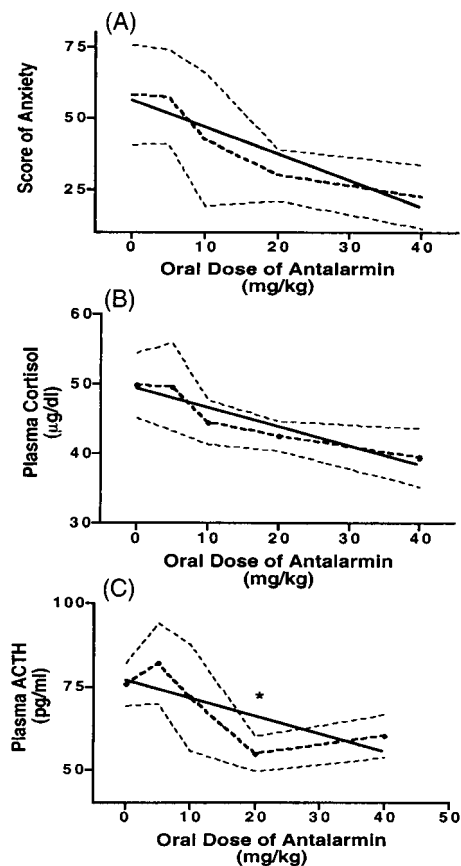 (A)
75
50
25
Score of Anxiety
0 10 20 30 40
Oral Dose of Antalarmin
(mg/kg)
(B)
60
50
40
30
Plasma Cortisol
(µg/dl)
0 10 20 30 40
Oral Dose of Antalarmin
(mg/kg)
(C)
100
75
50
Plasma ACTH
(pg/ml)
*
0 10 20 30 40 50
Oral Dose of Antalarmin
(mg/kg)